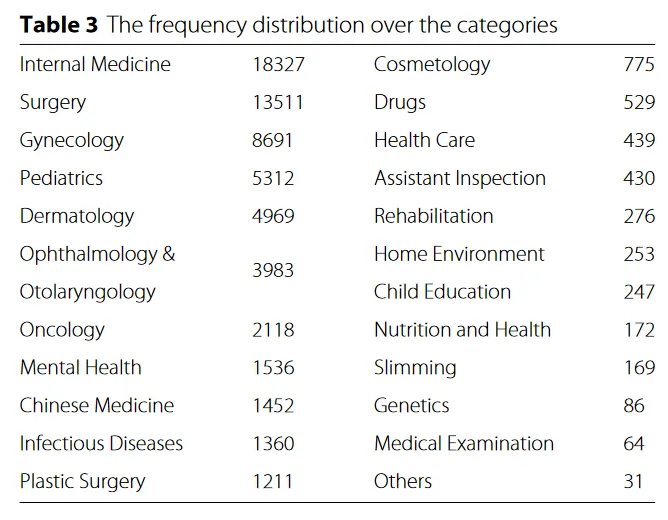 Table 3 The frequency distribution over the categories
Internal Medicine 18327 Cosmetology 775
Surgery 13511 Drugs 529
Gynecology 8691 Health Care 439
Pediatrics 5312 Assistant Inspection 430
Dermatology 4969 Rehabilitation 276
Ophthalmology & Home Environment 253
3983
Otolaryngology Child Education 247
Oncology 2118 Nutrition and Health 172
Mental Health 1536 Slimming 169
Chinese Medicine 1452 Genetics 86
Infectious Diseases 1360 Medical Examination 64
Plastic Surgery 1211 Others 31